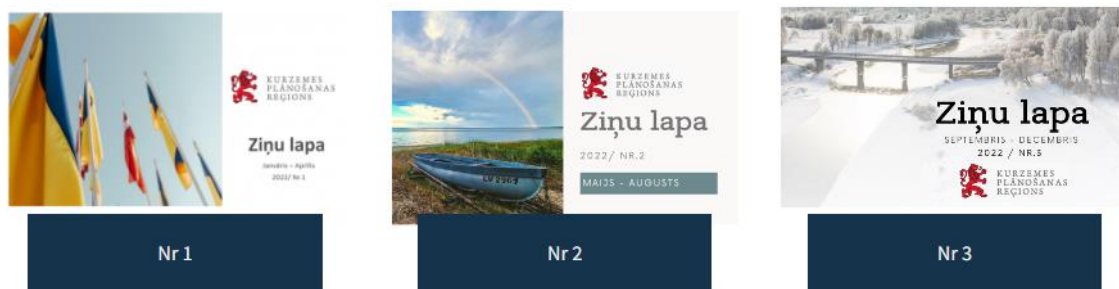 KURZEMES
PLĀNOŠANAS
REĢIONS
Ziņu lapa
Janvāris – Aprīlis
2022/ Nr.1
Nr 1
KURZEMES
PLĀNOŠANAS
REĢIONS
Ziņu lapa
2022/ NR.2
MAIJS - AUGUSTS
Nr 2
Ziņu lapa
SEPTEMBRIS - DECEMBRIS
2022 / NR.3
KURZEMES
PLĀNOŠANAS
REĢIONS
Nr 3